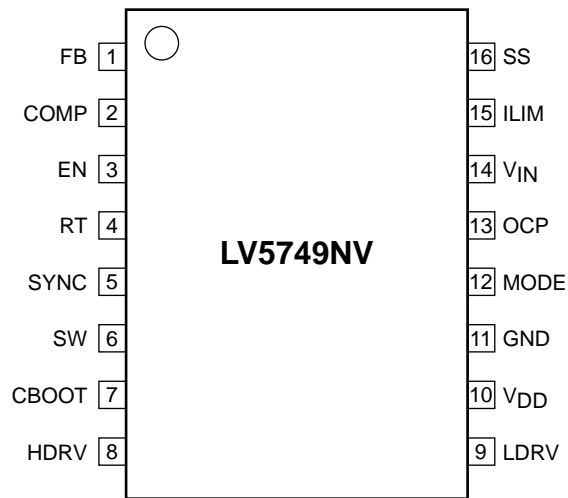 FB 1
COMP 2
EN 3
RT 4
SYNC 5
SW 6
CBOOT 7
HDRV 8
LV5749NV
16 SS
15 ILIM
14 VIN
13 OCP
12 MODE
11 GND
10 VDD
9 LDRV